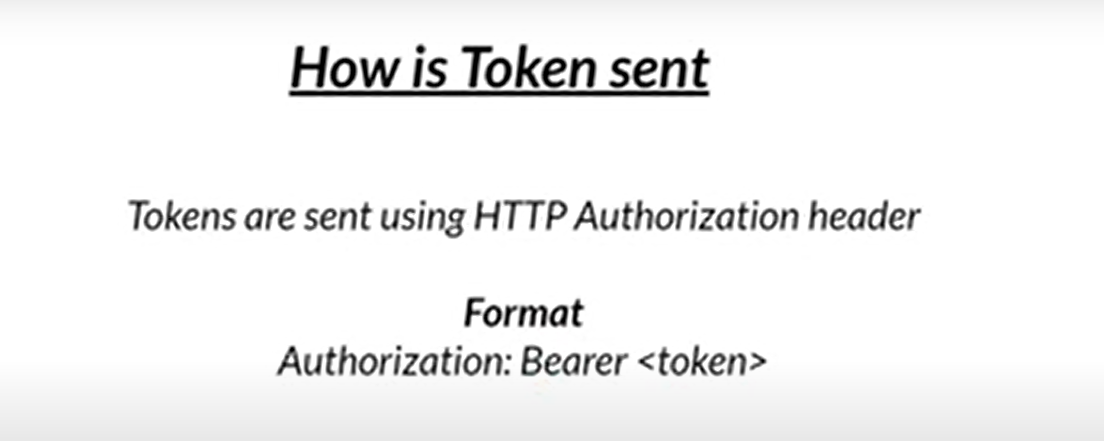 How is Token sent
Tokens are sent using HTTP Authorization header
Format
Authorization: Bearer <token>